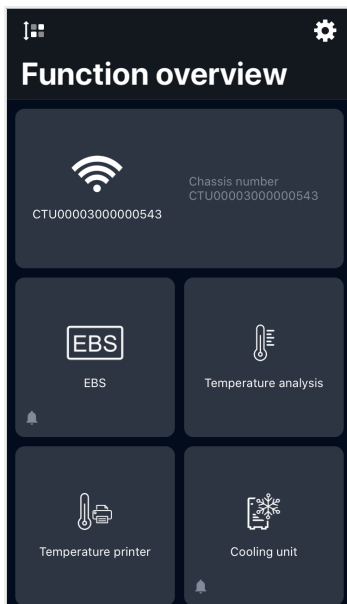 Function overview
Chassis number
CTU00003000000543
CTU00003000000543
EBS
EBS
Temperature analysis
Temperature printer
Cooling unit